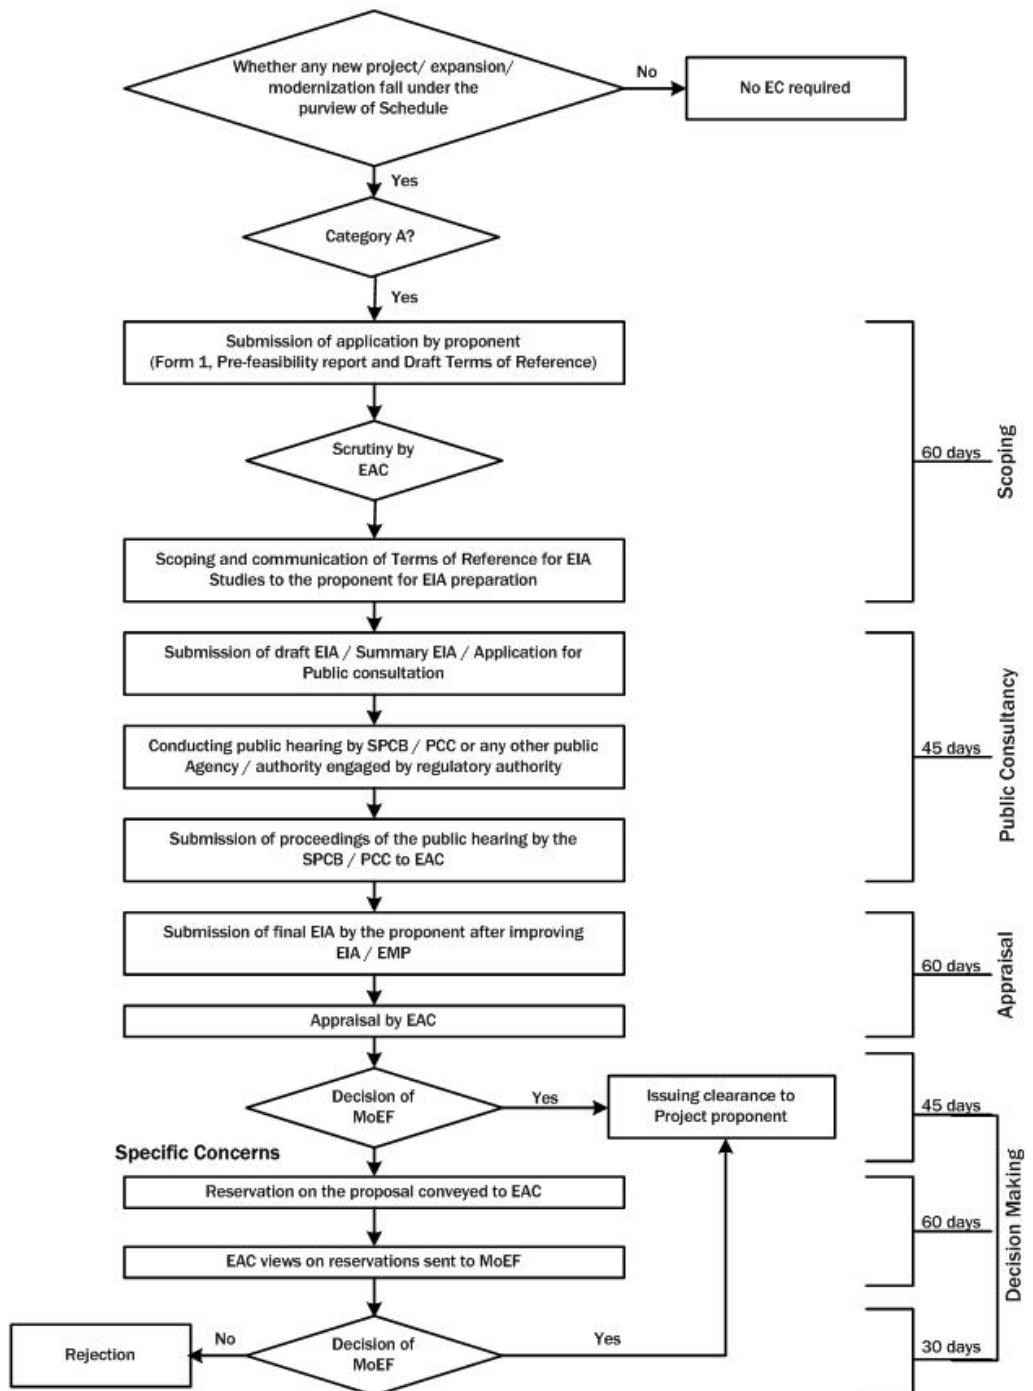 Whether any new project/ expansion/
modernization fall under the
purview of Schedule
No
No EC required
Yes
Category A?
Yes
Submission of application by proponent
(Form 1, Pre-feasibility report and Draft Terms of Reference)
Scrutiny by
EAC
60 days
Scoping
Scoping and communication of Terms of Reference for EIA
Studies to the proponent for EIA preparation
Submission of draft EIA / Summary EIA / Application for
Public consultation
Conducting public hearing by SPCB / PCC or any other public
Agency / authority engaged by regulatory authority
45 days
Public Consultancy
Submission of proceedings of the public hearing by the
SPCB / PCC to EAC
Submission of final EIA by the proponent after improving
EIA / EMP
60 days
Appraisal
Appraisal by EAC
Decision of
MoEF
Yes
Issuing clearance to
Project proponent
45 days
Specific Concerns
Reservation on the proposal conveyed to EAC
60 days
Decision Making
EAC views on reservations sent to MoEF
Decision of
MoEF
No
Rejection
Yes
30 days